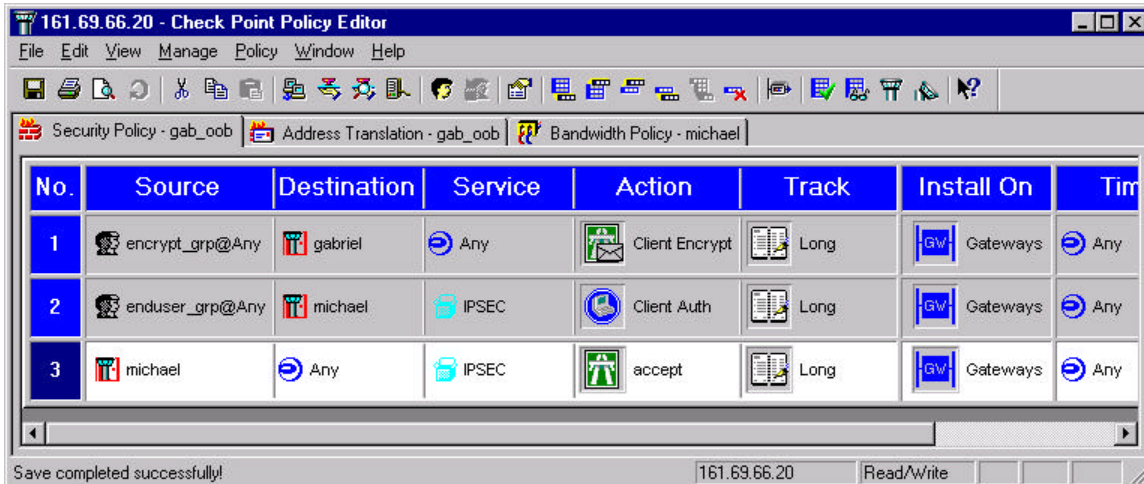 161.69.66.20 - Check Point Policy Editor
File Edit View Manage Policy Window Help
Security Policy - gab_oob Address Translation - gab_oob Bandwidth Policy - michael
No. Source Destination Service Action Track Install On Tim
1 encrypt_grp@Any gabriel Any Client Encrypt Long GW Gateways Any
2 enduser_grp@Any michael IPSEC Client Auth Long GW Gateways Any
3 michael Any IPSEC accept Long GW Gateways Any
Save completed successfully! 161.69.66.20 Read/Write